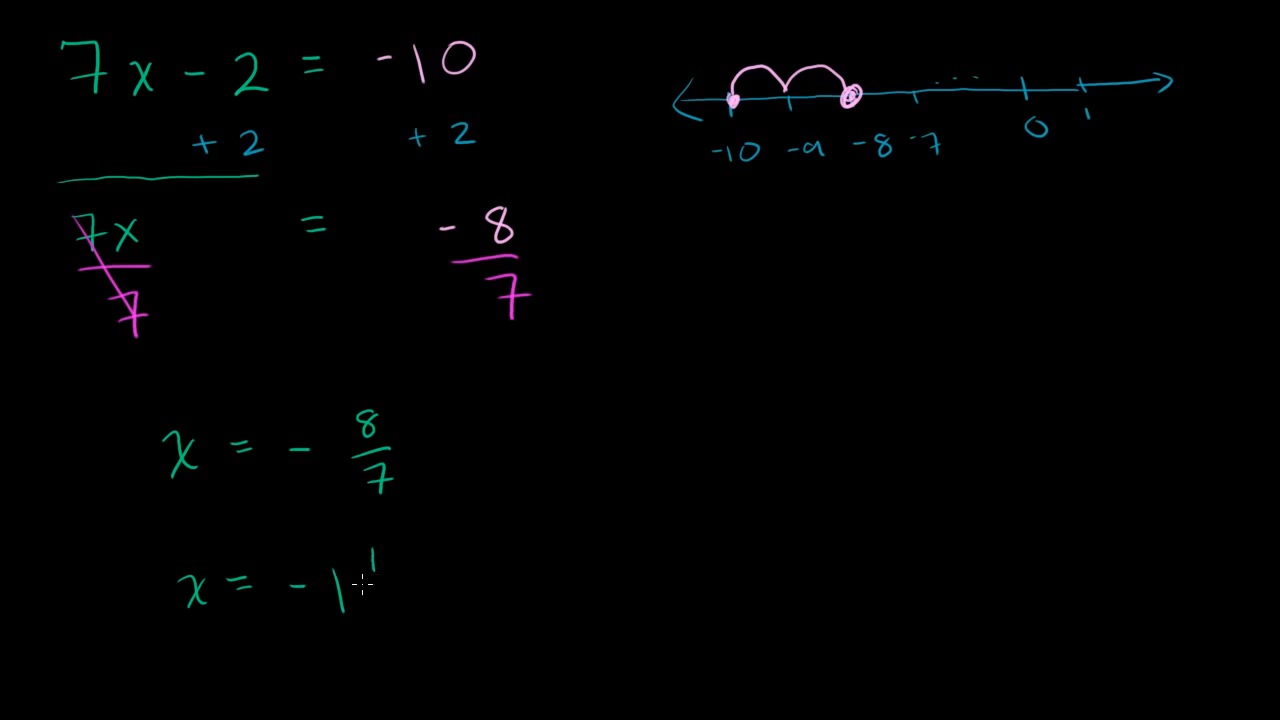 7x - 2 = -10
+ 2 + 2
7x = - 8
7 7
x = - 8/7
x = - 1 1
...
-10 -9 -8 -7 0 1